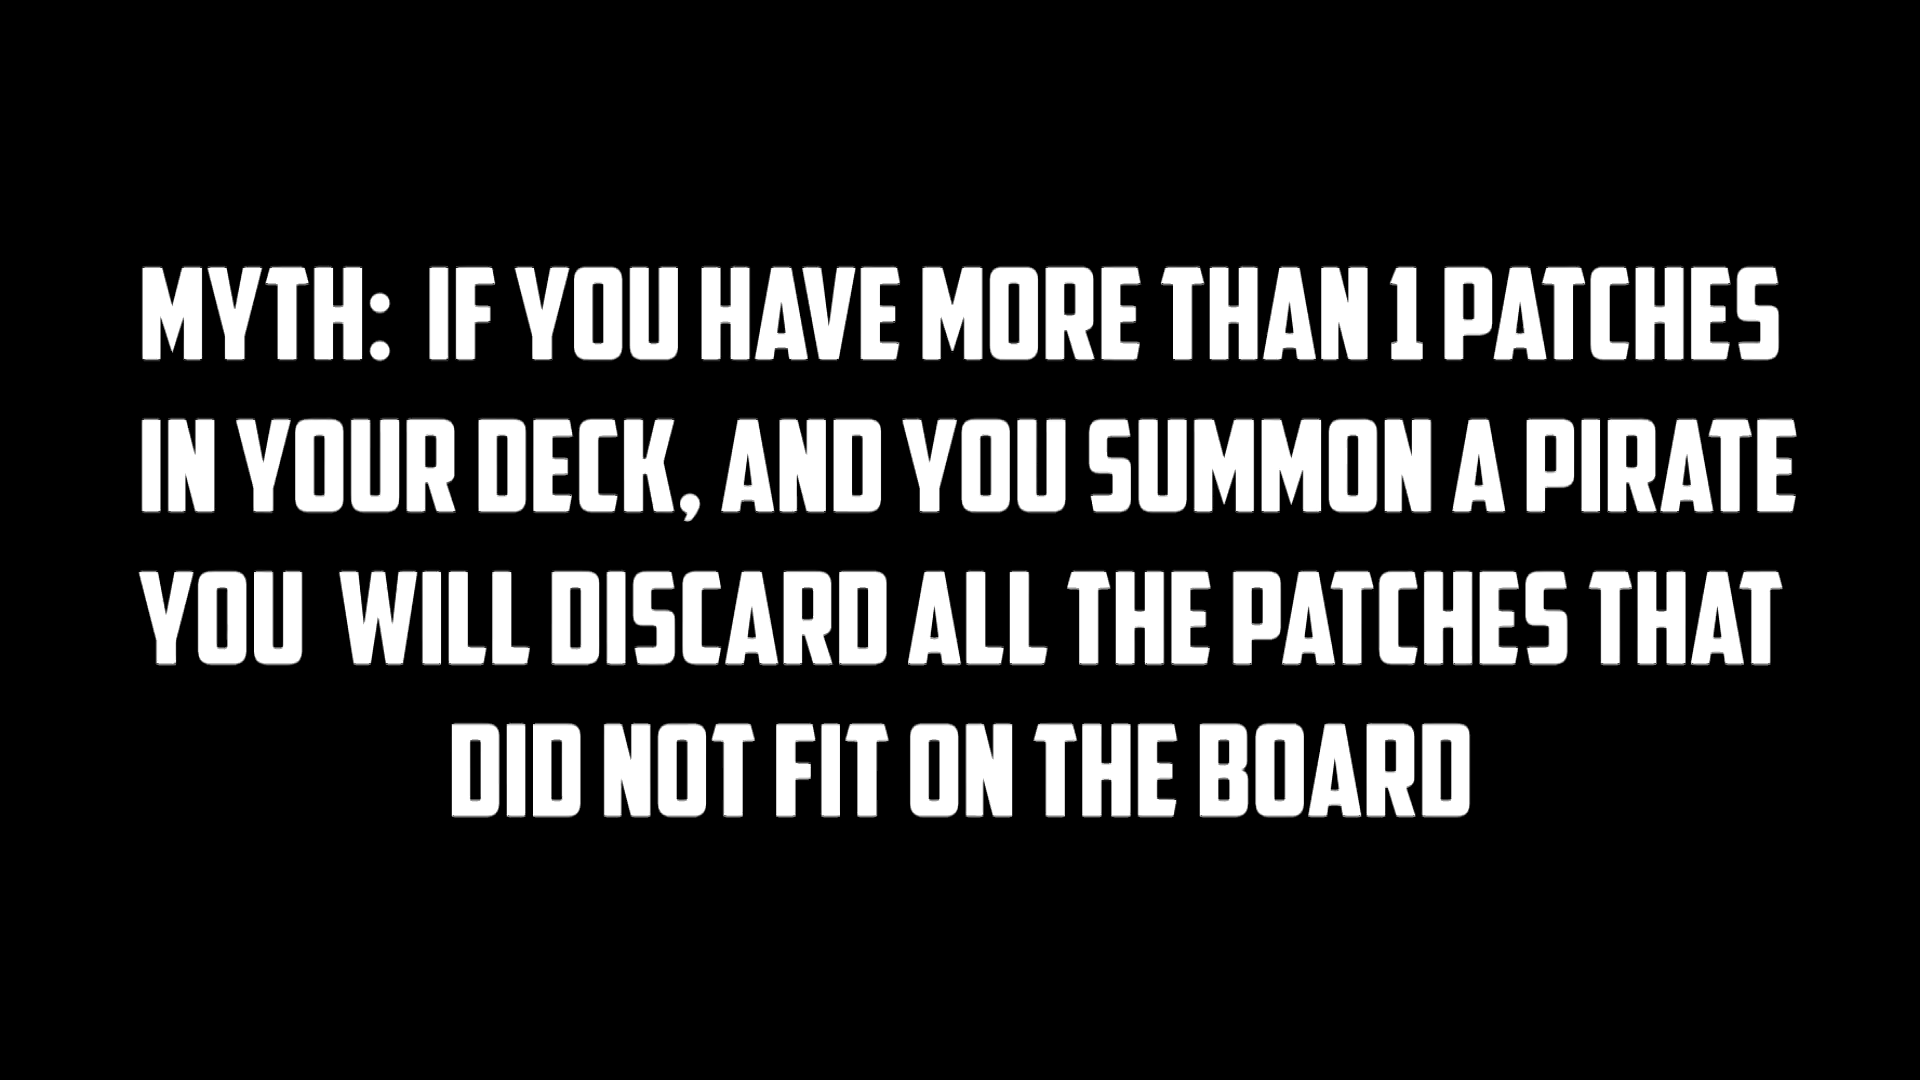 MYTH: IF YOU HAVE MORE THAN 1 PATCHES
IN YOUR DECK, AND YOU SUMMON A PIRATE
YOU WILL DISCARD ALL THE PATCHES THAT
DID NOT FIT ON THE BOARD